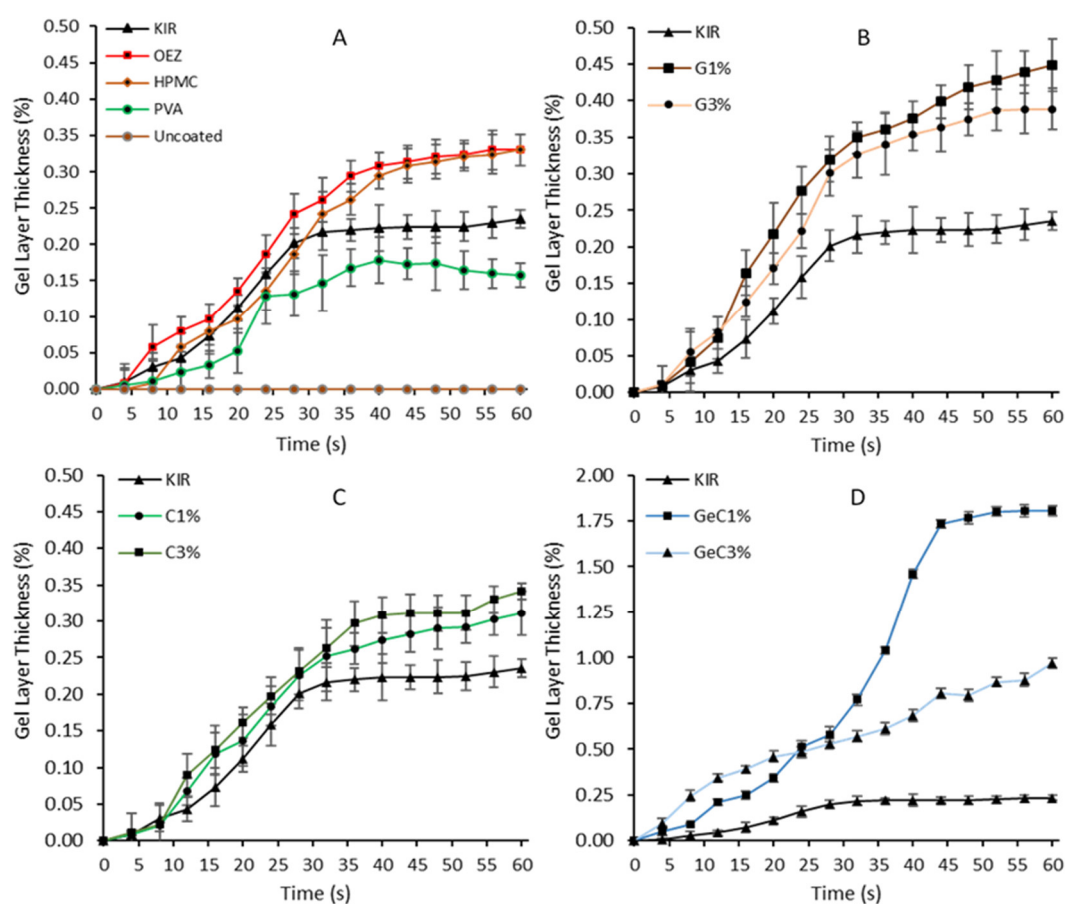 A
KIR
OEZ
HPMC
PVA
Uncoated
Gel Layer Thickness (%)
0.50
0.45
0.40
0.35
0.30
0.25
0.20
0.15
0.10
0.05
0.00
0 5 10 15 20 25 30 35 40 45 50 55 60
Time (s)
B
KIR
G1%
G3%
Gel Layer Thickness (%)
0.50
0.45
0.40
0.35
0.30
0.25
0.20
0.15
0.10
0.05
0.00
0 5 10 15 20 25 30 35 40 45 50 55 60
Time (s)
C
KIR
C1%
C3%
Gel Layer Thickness (%)
0.50
0.45
0.40
0.35
0.30
0.25
0.20
0.15
0.10
0.05
0.00
0 5 10 15 20 25 30 35 40 45 50 55 60
Time (s)
D
KIR
GeC1%
GeC3%
Gel Layer Thickness (%)
2.00
1.75
1.50
1.25
1.00
0.75
0.50
0.25
0.00
0 5 10 15 20 25 30 35 40 45 50 55 60
Time (s)